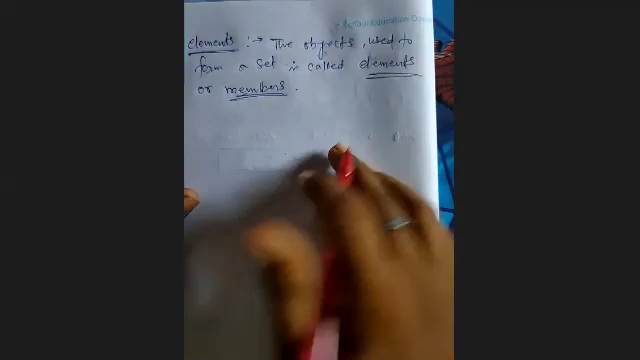 elements :→ The objects, used to
form a set is called elements
or members.